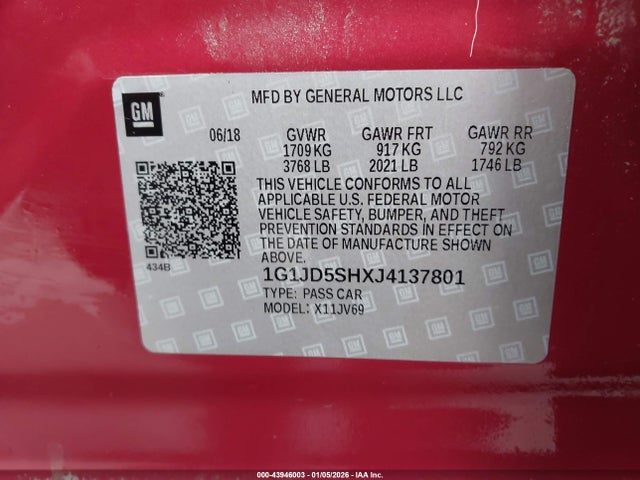 GM
MFD BY GENERAL MOTORS LLC
06/18 GVWR GAWR FRT GAWR RR
1709 KG 917 KG 792 KG
3768 LB 2021 LB 1746 LB
THIS VEHICLE CONFORMS TO ALL
APPLICABLE U.S. FEDERAL MOTOR
VEHICLE SAFETY, BUMPER, AND THEFT
PREVENTION STANDARDS IN EFFECT ON
THE DATE OF MANUFACTURE SHOWN
ABOVE.
434B
1G1JD5SHXJ4137801
TYPE: PASS CAR
MODEL: X11JV69
000-43946003 - 01/05/2026 - IAA Inc.